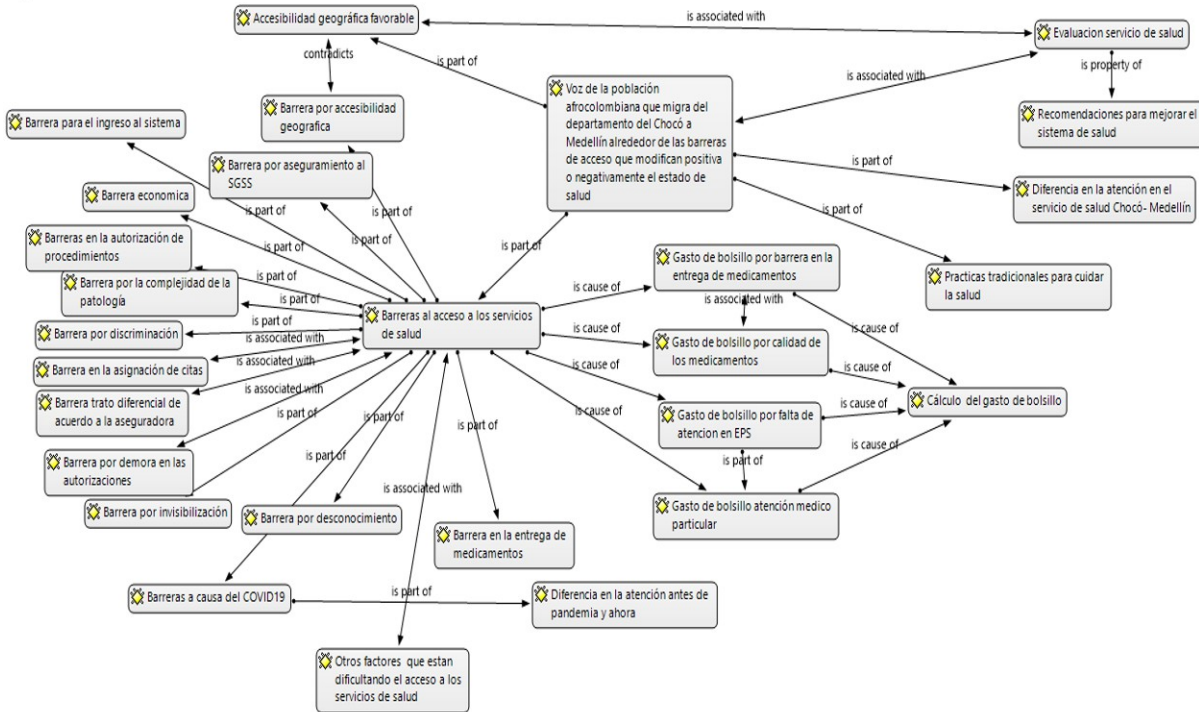 Accesibilidad geográfica favorable
is associated with
Evaluacion servicio de salud
contradicts
is part of
is associated with
is property of
Voz de la población
afrocolombiana que migra del
departamento del Chocó a
Medellín alrededor de las barreras
de acceso que modifican positiva
o negativamente el estado de
salud
Barrera por accesibilidad
geografica
Recomendaciones para mejorar el
sistema de salud
Barrera para el ingreso al sistema
Barrera por aseguramiento al
SGSS
is part of
Diferencia en la atención en el
servicio de salud Chocó- Medellín
Barrera economica
is part of
is part of
is part of
Barreras en la autorización de
procedimientos
is part of
is part of
is part of
Gasto de bolsillo por barrera en la
entrega de medicamentos
Practicas tradicionales para cuidar
la salud
Barrera por la complejidad de la
patología
is part of
is part of
is cause of
is associated with
Barreras al acceso a los servicios
de salud
Barrera por discriminación
is part of
is associated with
is cause of
Gasto de bolsillo por calidad de
los medicamentos
is cause of
Barrera en la asignación de citas
is associated with
is cause of
is cause of
Barrera trato diferencial de
acuerdo a la aseguradora
is associated with
is part of
is part of
is cause of
Gasto de bolsillo por falta de
atencion en EPS
is cause of
Cálculo del gasto de bolsillo
Barrera por demora en las
autorizaciones
is part of
is part of
is part of
is cause of
is associated with
Gasto de bolsillo atención medico
particular
Barrera por invisibilización
Barrera por desconocimiento
Barrera en la entrega de
medicamentos
Barreras a causa del COVID19
is part of
Diferencia en la atención antes de
pandemia y ahora
Otros factores que estan
dificultando el acceso a los
servicios de salud